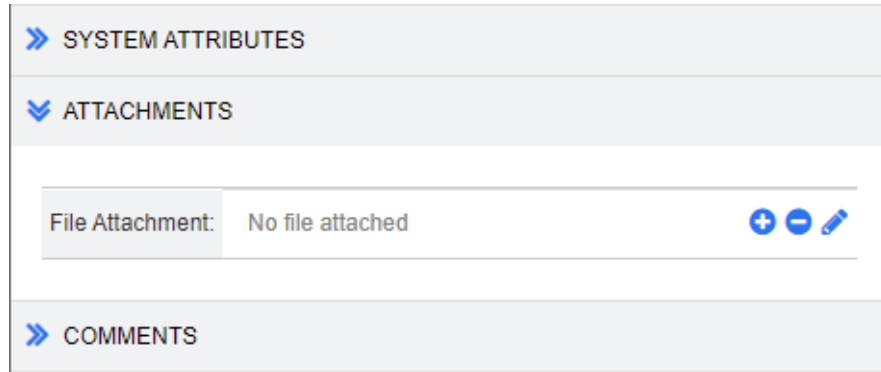 SYSTEM ATTRIBUTES
ATTACHMENTS
File Attachment: No file attached
COMMENTS